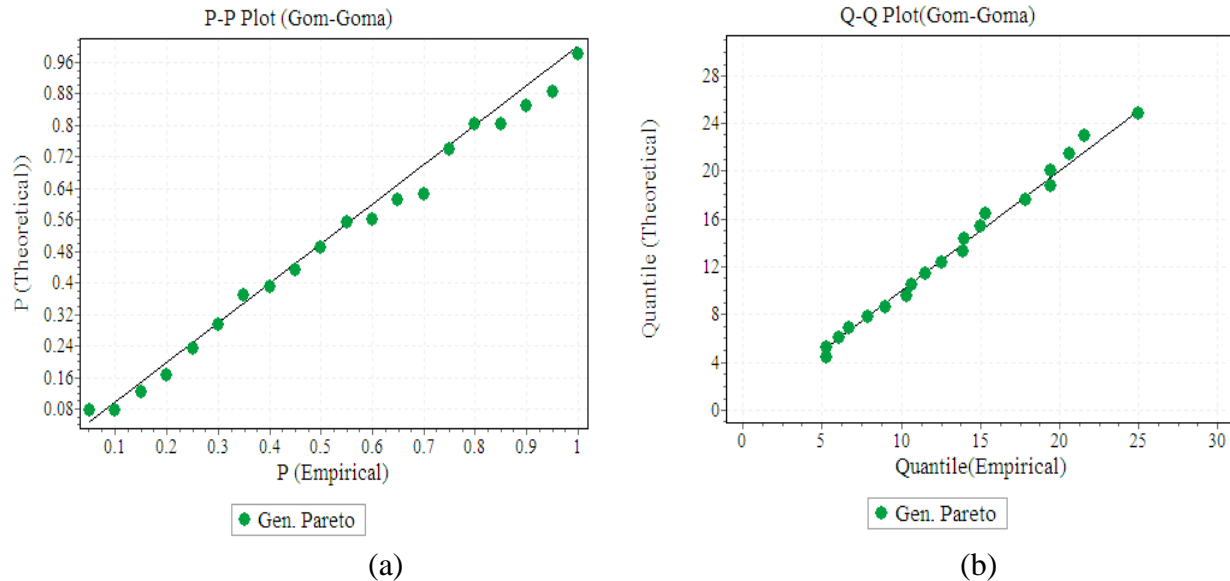 P-P Plot (Gom-Goma)
P (Theoretical))
0.96
0.88
0.8
0.72
0.64
0.56
0.48
0.4
0.32
0.24
0.16
0.08
0.1 0.2 0.3 0.4 0.5 0.6 0.7 0.8 0.9 1
P (Empirical)
Gen. Pareto
(a)
Q-Q Plot(Gom-Goma)
Quantile (Theoretical)
28
24
20
16
12
8
4
0
0 5 10 15 20 25 30
Quantile(Empirical)
Gen. Pareto
(b)